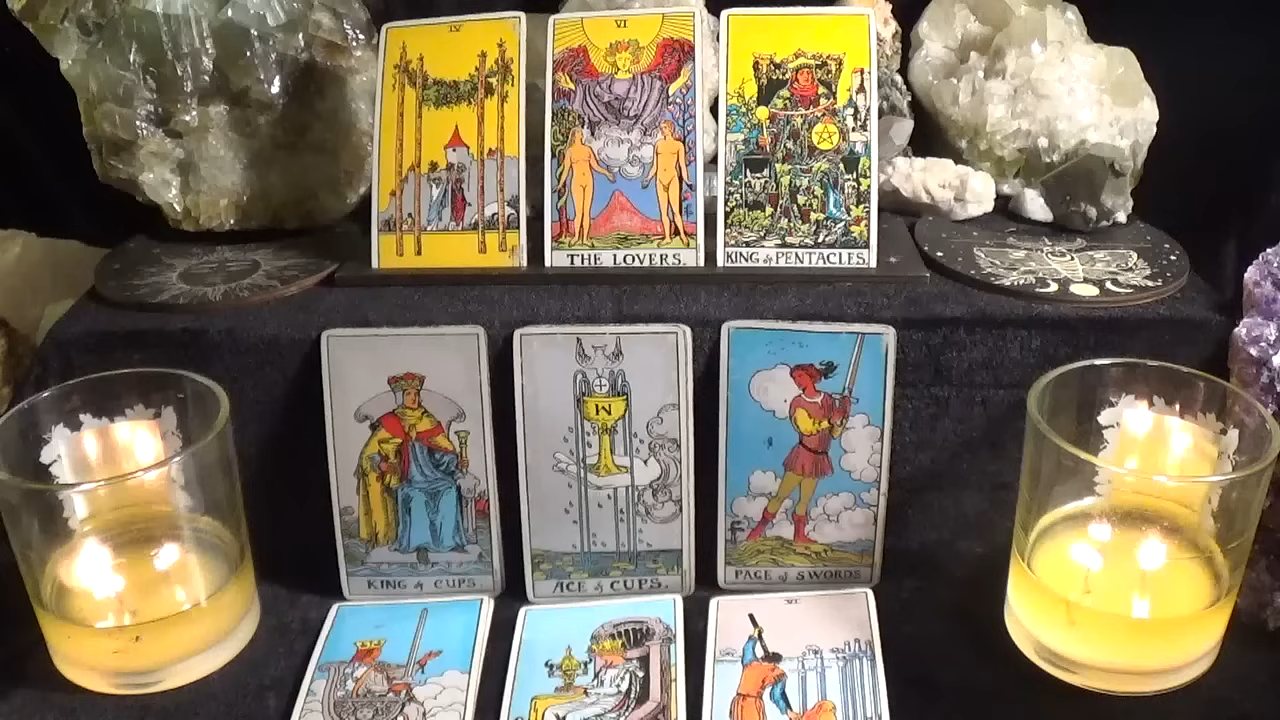 IV
VI
THE LOVERS.
KING of PENTACLES.
KING of CUPS.
W
ACE of CUPS.
PAGE of SWORDS
VI